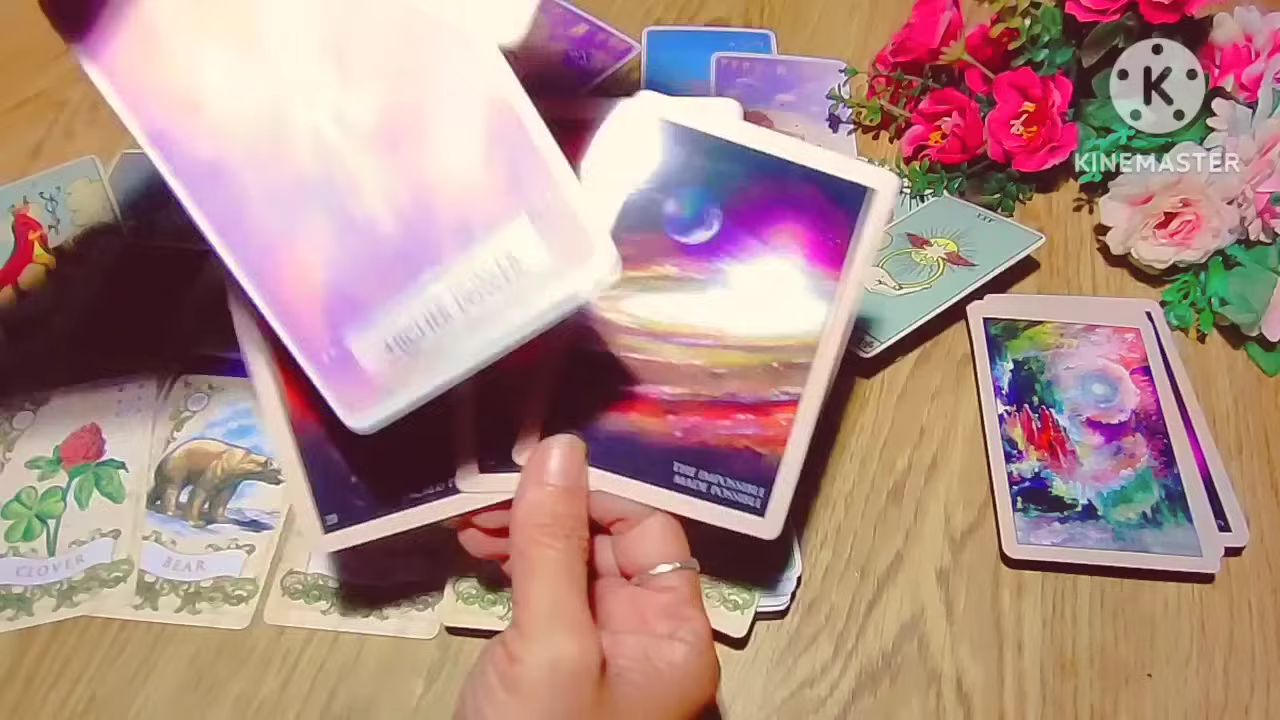 K
KINEMASTER
THE IMPOSSIBLE
MADE POSSIBLE
CLOVER
BEAR